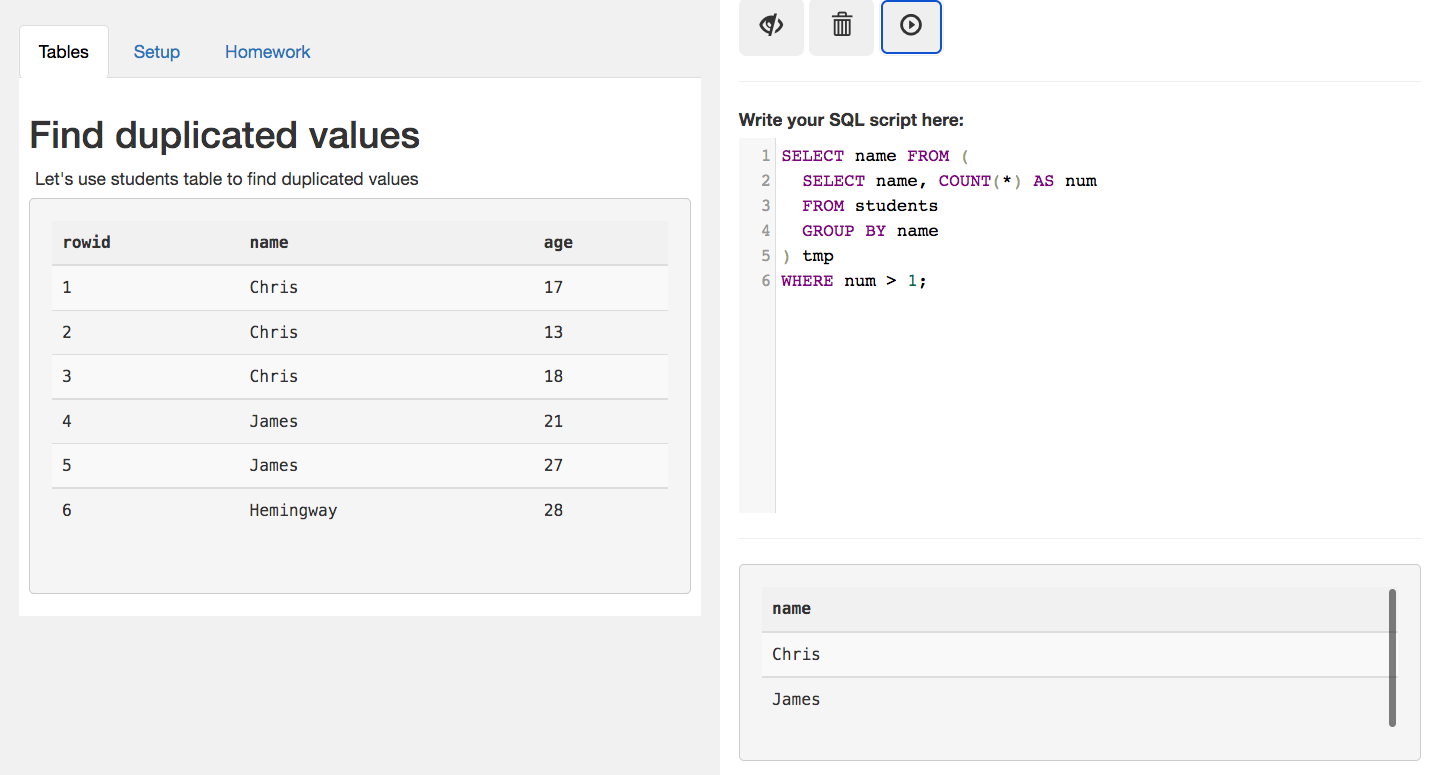 Tables Setup Homework
Find duplicated values
Let's use students table to find duplicated values
rowid name age
1 Chris 17
2 Chris 13
3 Chris 18
4 James 21
5 James 27
6 Hemingway 28
Write your SQL script here:
1 SELECT name FROM (
2 SELECT name, COUNT(*) AS num
3 FROM students
4 GROUP BY name
5 ) tmp
6 WHERE num > 1;
name
Chris
James